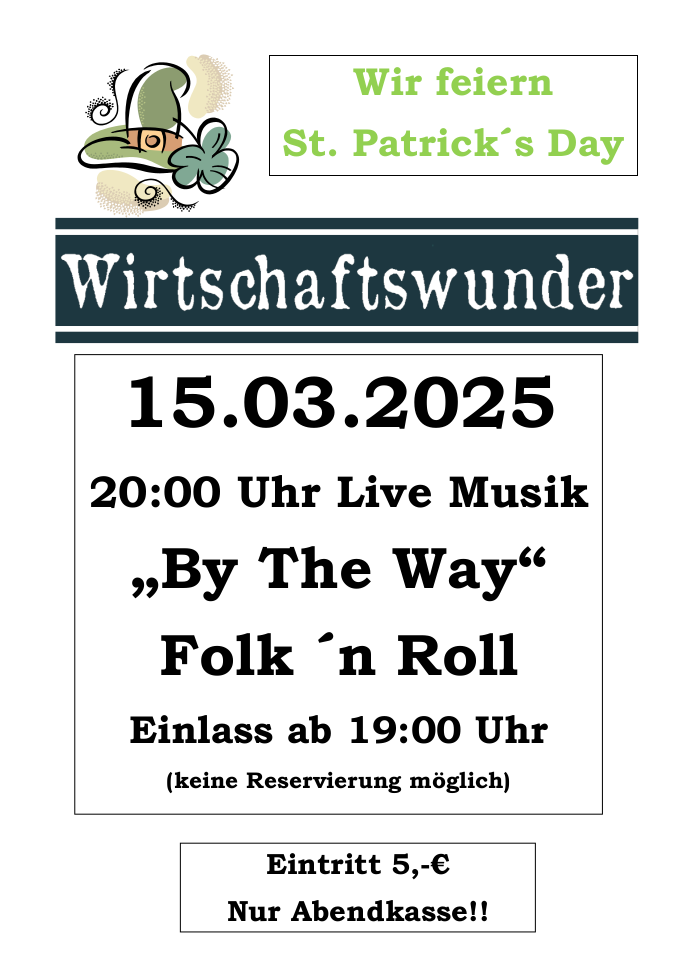 Wir feiern
St. Patrick´s Day
Wirtschaftswunder
15.03.2025
20:00 Uhr Live Musik
„By The Way“
Folk ´n Roll
Einlass ab 19:00 Uhr
(keine Reservierung möglich)
Eintritt 5,-€
Nur Abendkasse!!